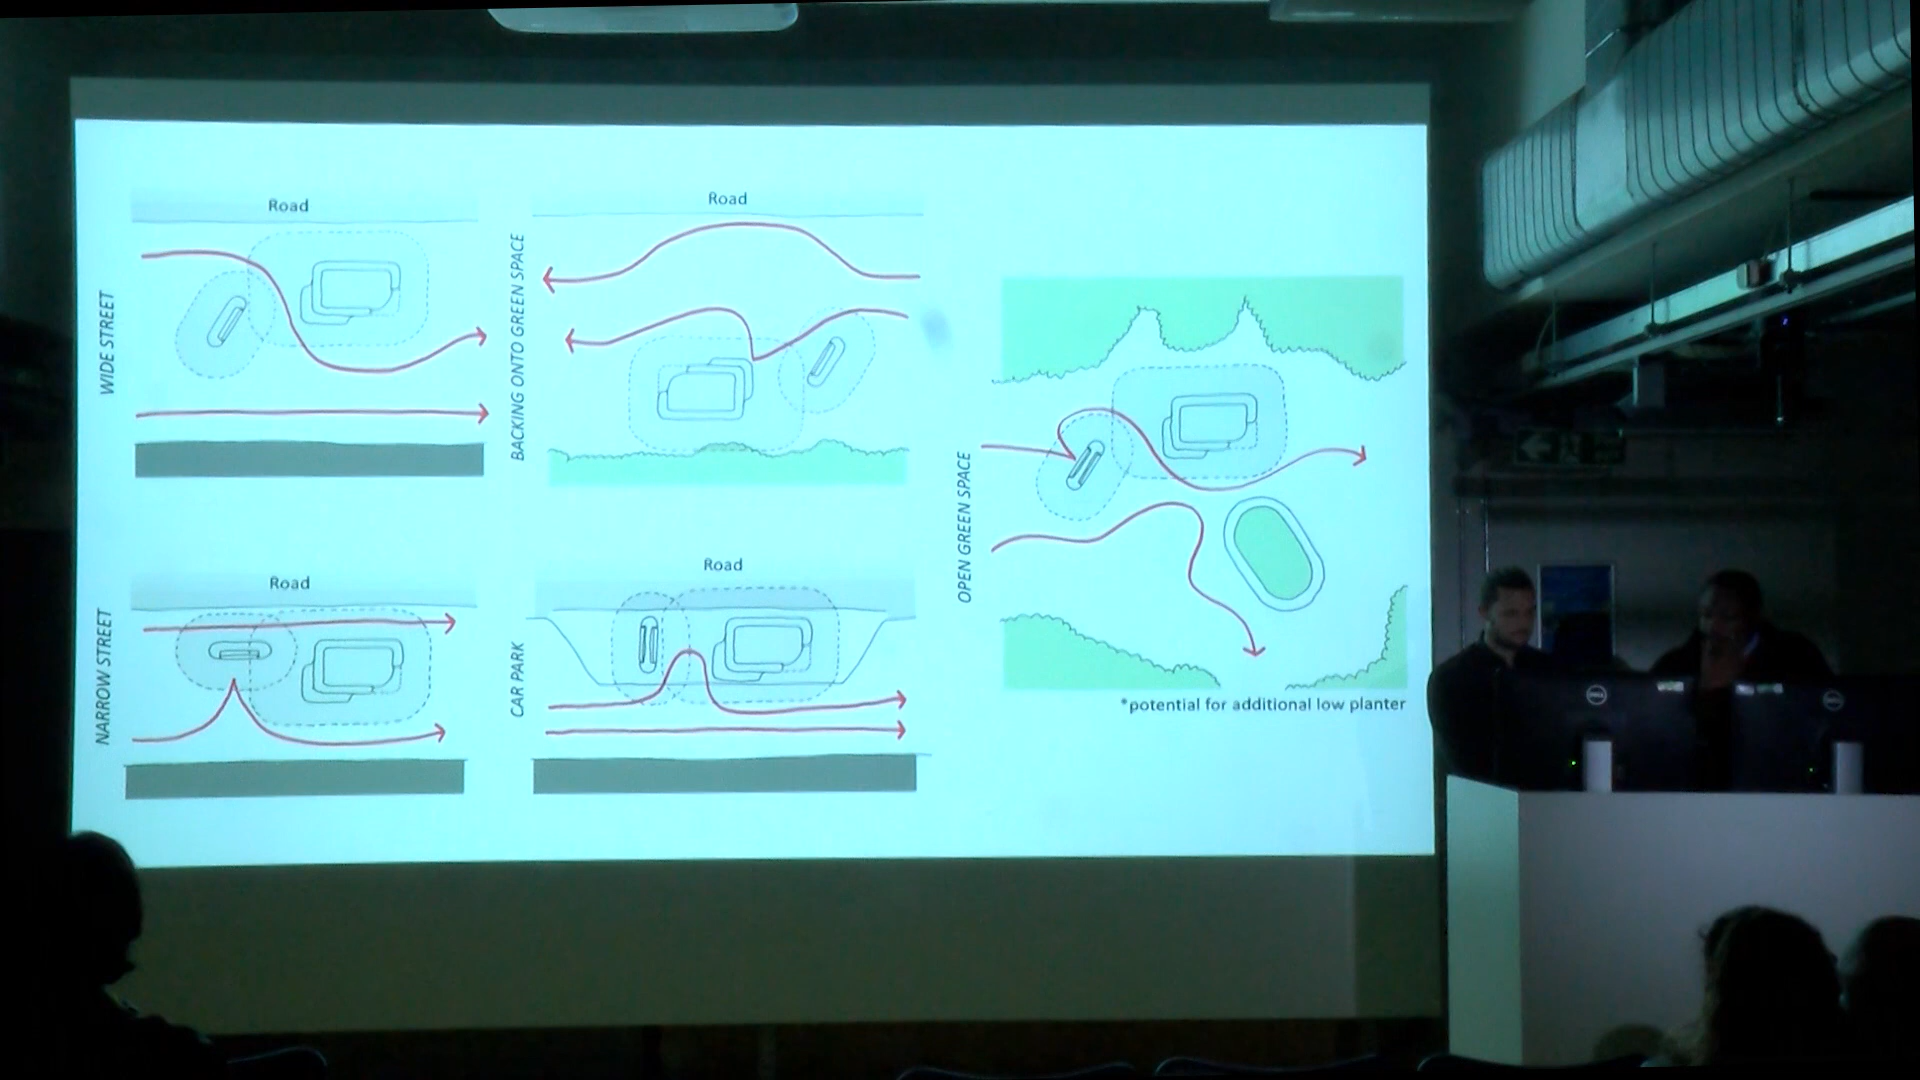 WIDE STREET
Road
BACKING ONTO GREEN SPACE
Road
NARROW STREET
Road
CAR PARK
Road
OPEN GREEN SPACE
*potential for additional low planter